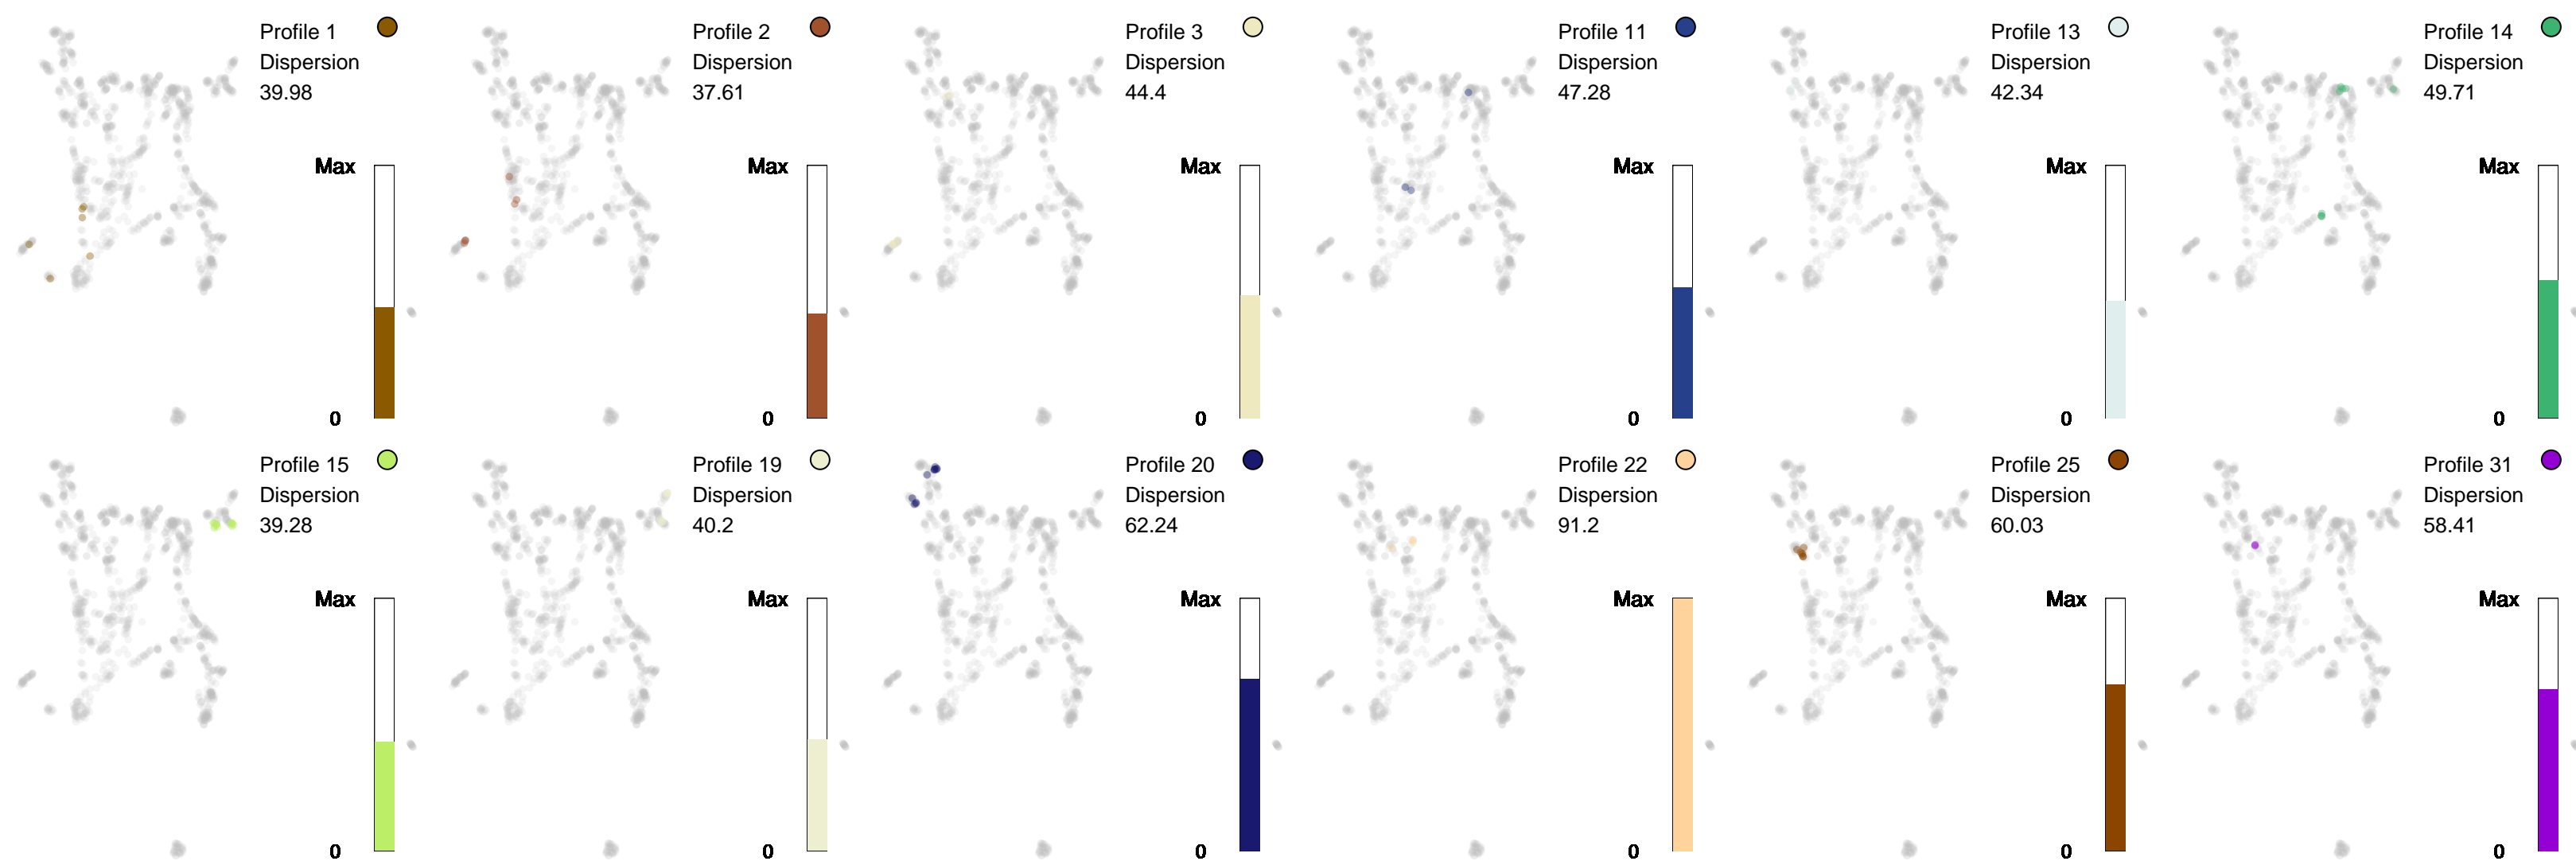 Profile 1
Dispersion
39.98
Max
0
Profile 2
Dispersion
37.61
Max
0
Profile 3
Dispersion
44.4
Max
0
Profile 11
Dispersion
47.28
Max
0
Profile 13
Dispersion
42.34
Max
0
Profile 14
Dispersion
49.71
Max
0
Profile 15
Dispersion
39.28
Max
0
Profile 19
Dispersion
40.2
Max
0
Profile 20
Dispersion
62.24
Max
0
Profile 22
Dispersion
91.2
Max
0
Profile 25
Dispersion
60.03
Max
0
Profile 31
Dispersion
58.41
Max
0